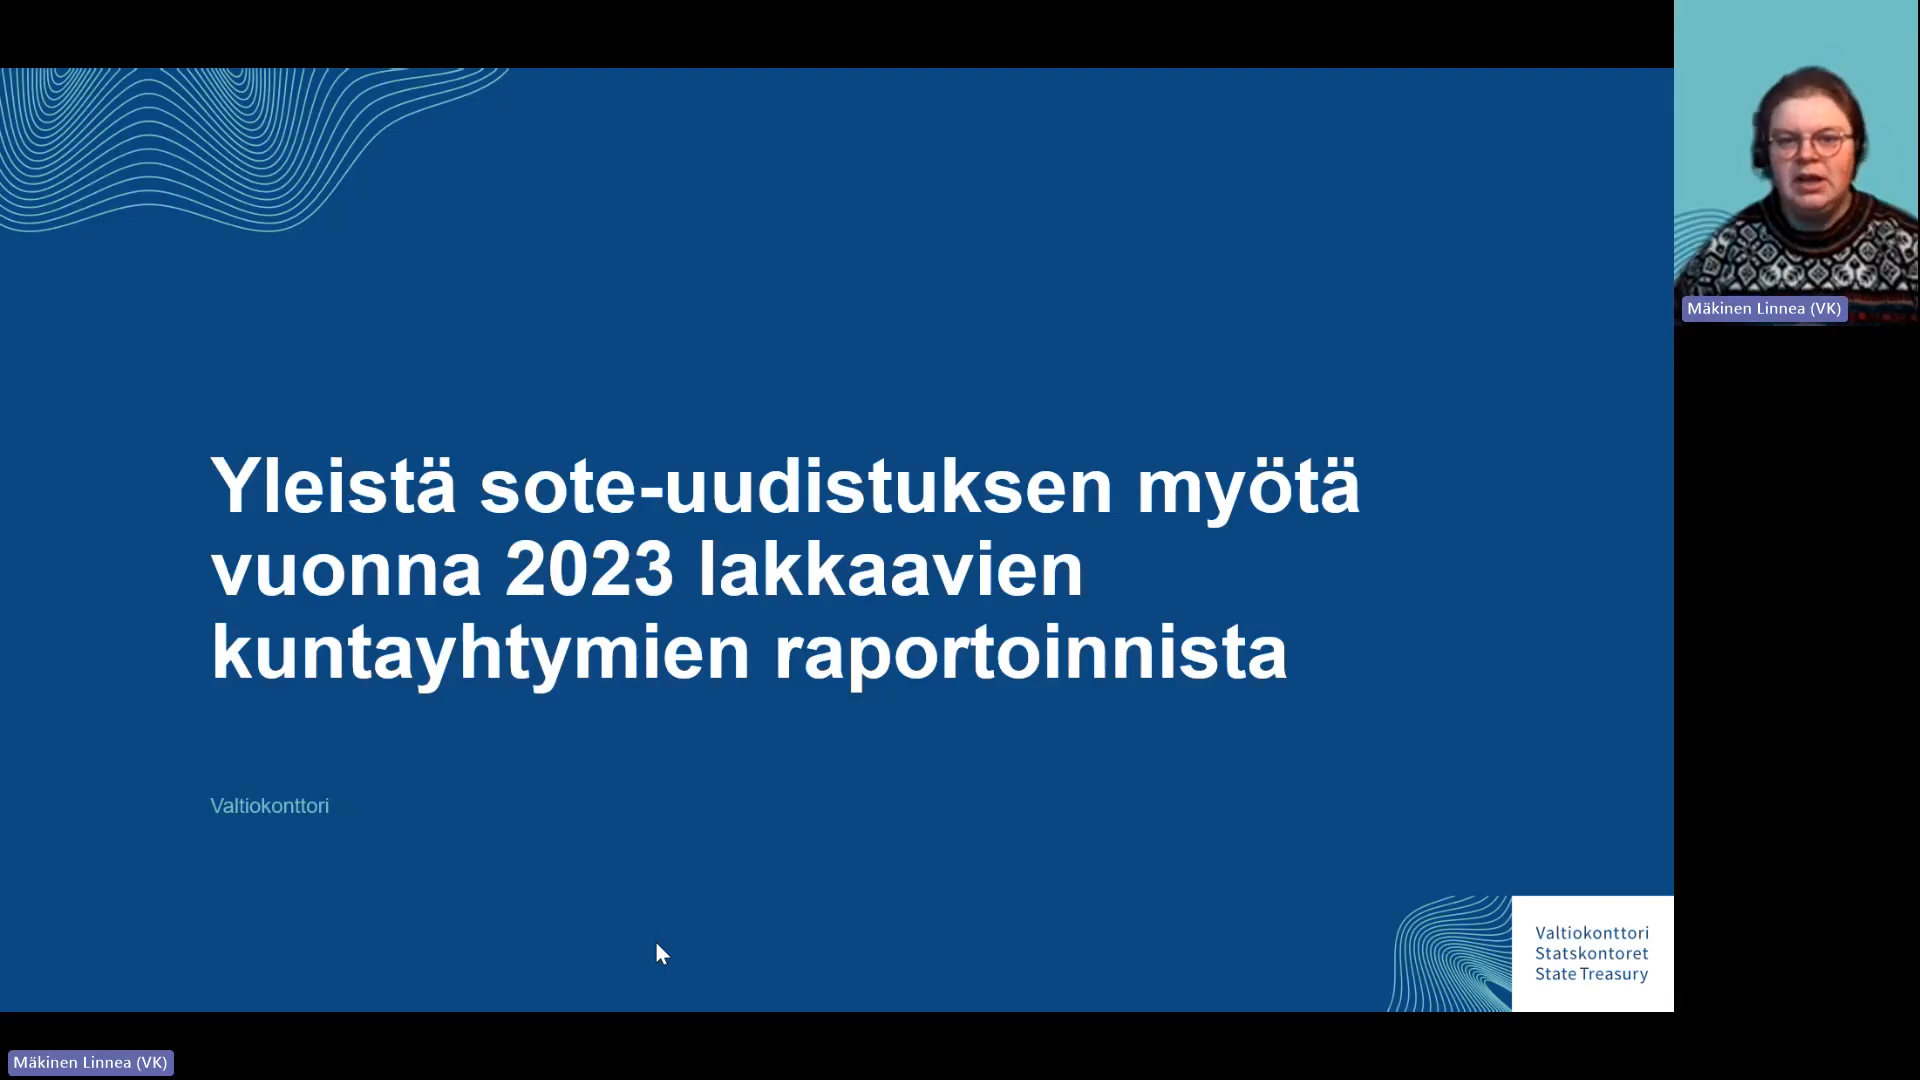 Yleistä sote-uudistuksen myötä
vuonna 2023 lakkaavien
kuntayhtymien raportoinnista
Valtiokonttori
Valtiokonttori
Statskontoret
State Treasury
Mäkinen Linnea (VK)
Mäkinen Linnea (VK)